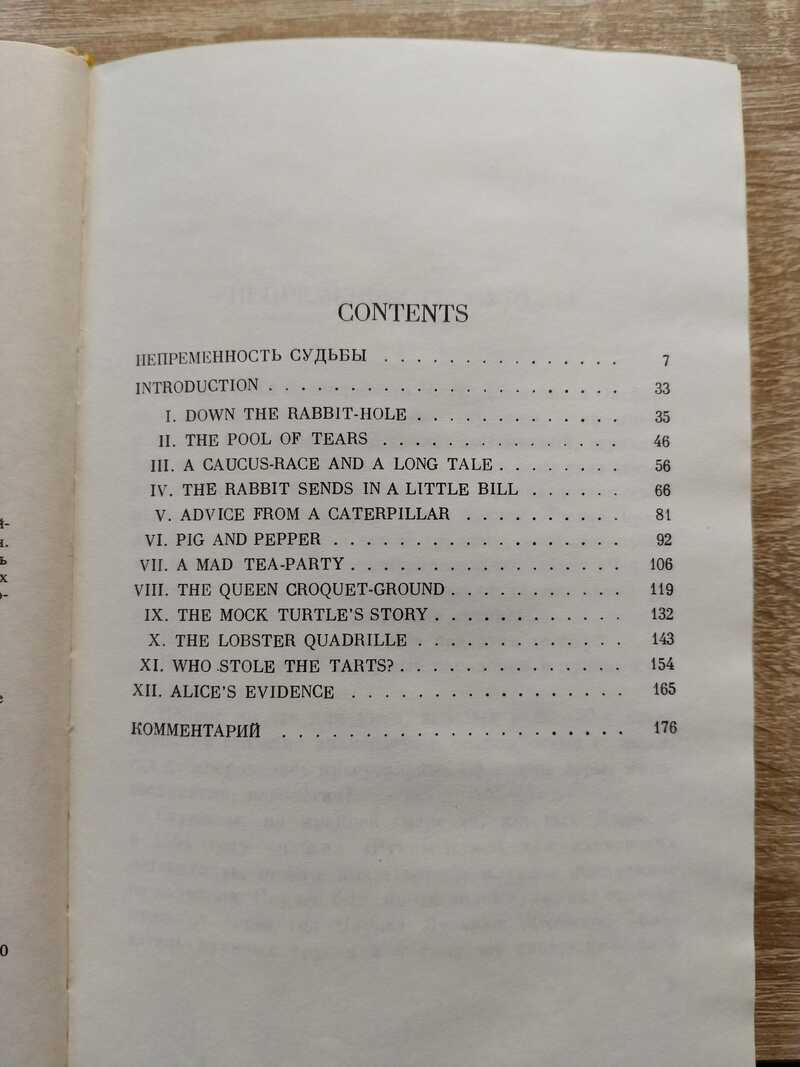 CONTENTS
НЕПРЕМЕННОСТЬ СУДЬБЫ . . . . . . . . . . . . . . . 7
INTRODUCTION . . . . . . . . . . . . . . . . . . . . . 33
I. DOWN THE RABBIT-HOLE . . . . . . . . . . . . . 35
II. THE POOL OF TEARS . . . . . . . . . . . . . . . 46
III. A CAUCUS-RACE AND A LONG TALE . . . . . . . . 56
IV. THE RABBIT SENDS IN A LITTLE BILL . . . . . . 66
V. ADVICE FROM A CATERPILLAR . . . . . . . . . . 81
VI. PIG AND PEPPER . . . . . . . . . . . . . . . . . . 92
VII. A MAD TEA-PARTY . . . . . . . . . . . . . . . . . 106
VIII. THE QUEEN CROQUET-GROUND . . . . . . . . . . . 119
IX. THE MOCK TURTLE'S STORY . . . . . . . . . . . . 132
X. THE LOBSTER QUADRILLE . . . . . . . . . . . . . 143
XI. WHO STOLE THE TARTS? . . . . . . . . . . . . . . 154
XII. ALICE'S EVIDENCE . . . . . . . . . . . . . . . . . 165
КОММЕНТАРИЙ . . . . . . . . . . . . . . . . . . . . . 176